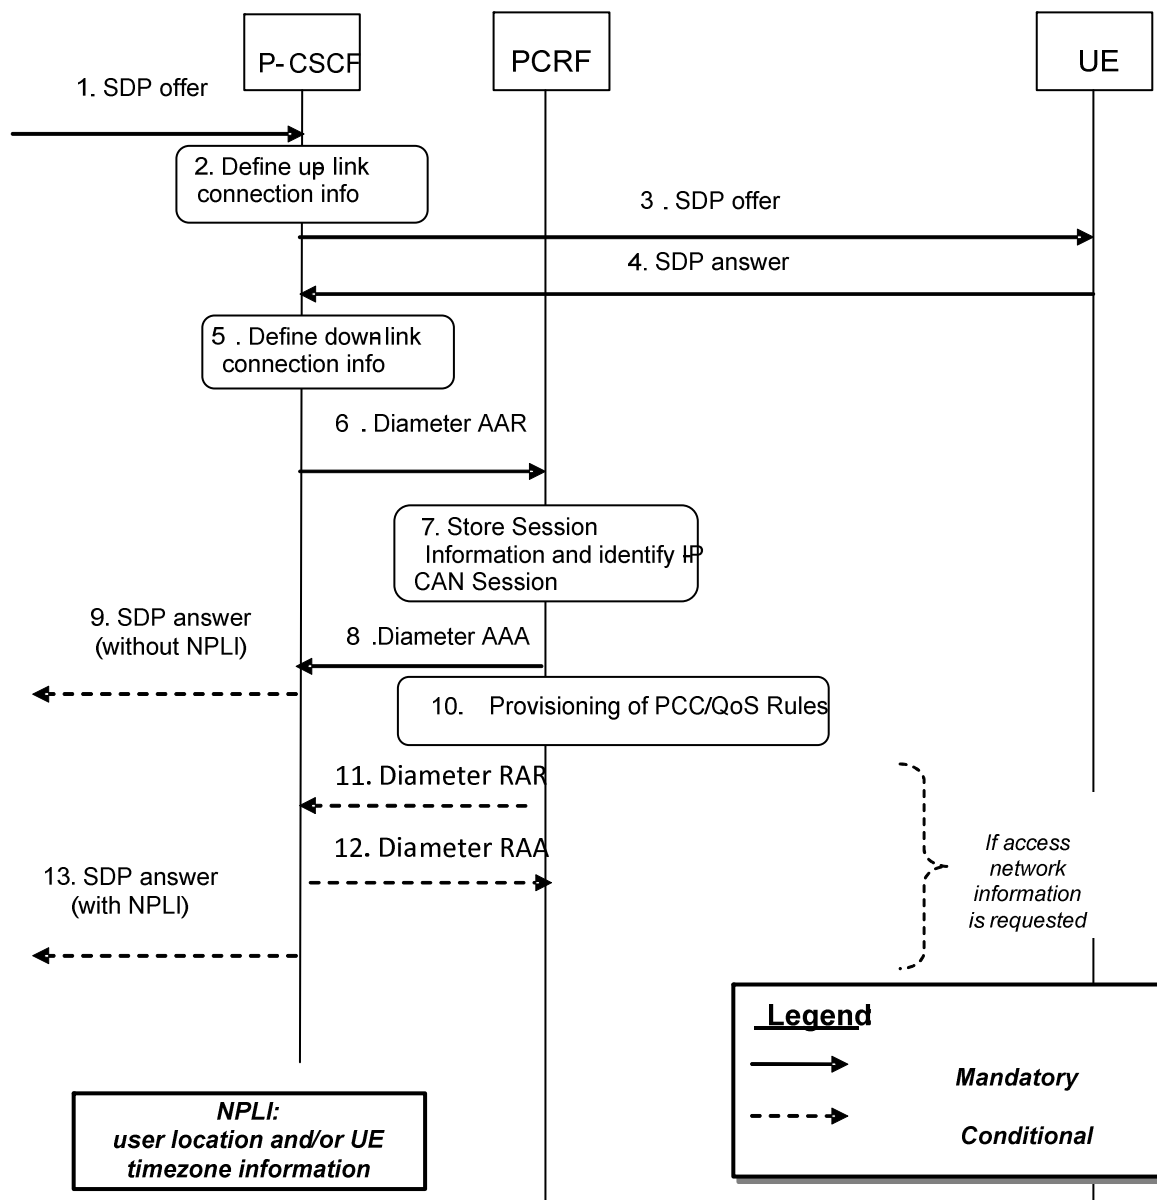 P-CSCF
PCRF
UE
1. SDP offer
2. Define up-link
connection info
3 . SDP offer
4. SDP answer
5 . Define down-link
connection info
6 . Diameter AAR
7. Store Session
Information and identify IP-
CAN Session
9. SDP answer
(without NPLI)
8 .Diameter AAA
10. Provisioning of PCC/QoS Rules
11. Diameter RAR
12. Diameter RAA
13. SDP answer
(with NPLI)
If access
network
information
is requested
Legend:
Mandatory
Conditional
NPLI:
user location and/or UE
timezone information